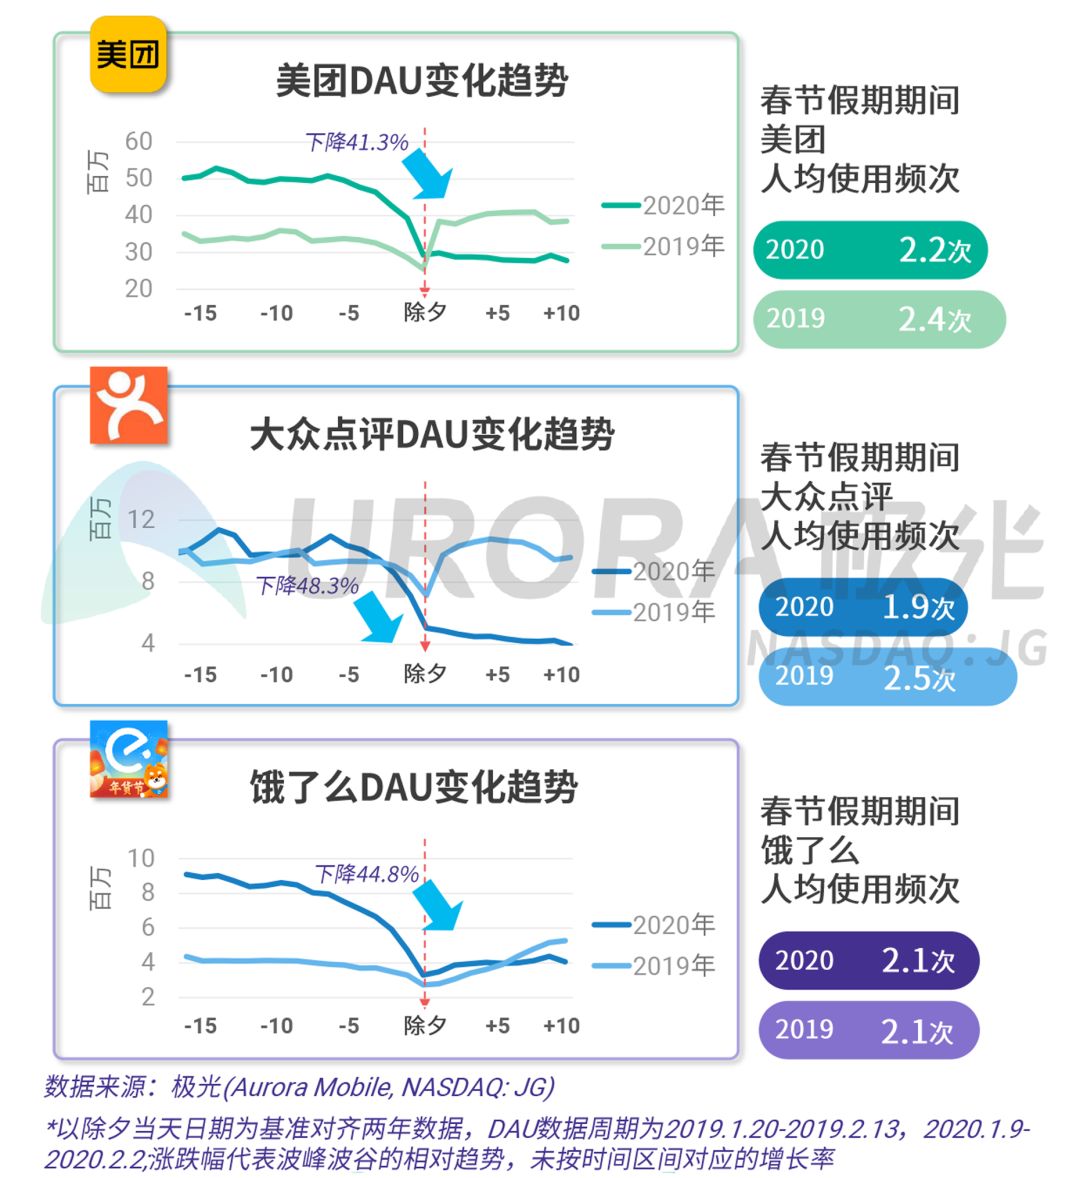 美团
美团DAU变化趋势
下降41.3%
百万
60
50
40
30
20
-15 -10 -5 除夕 +5 +10
2020年
2019年
春节假期期间
美团
人均使用频次
2020 2.2次
2019 2.4次
大众点评DAU变化趋势
百万
12
8
4
下降48.3%
-15 -10 -5 除夕 +5 +10
2020年
2019年
春节假期期间
大众点评
人均使用频次
2020 1.9次
2019 2.5次
URORA 极光
NASDAQ:JG
年货节
饿了么DAU变化趋势
百万
10
8
6
4
2
下降44.8%
-15 -10 -5 除夕 +5 +10
2020年
2019年
春节假期期间
饿了么
人均使用频次
2020 2.1次
2019 2.1次
数据来源：极光(Aurora Mobile, NASDAQ: JG)
*以除夕当天日期为基准对齐两年数据，DAU数据周期为2019.1.20-2019.2.13，2020.1.9-
2020.2.2;涨跌幅代表波峰波谷的相对趋势，未按时间区间对应的增长率